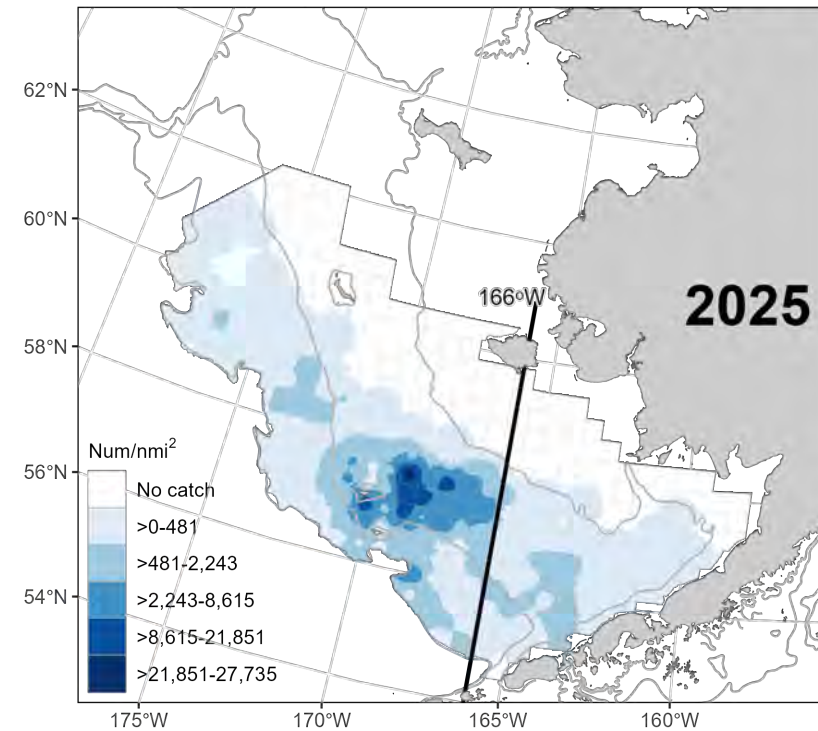 62°N
60°N
166°W
2025
58°N
Num/nmi²
56°N
No catch
>0-481
>481-2,243
54°N
>2,243-8,615
>8,615-21,851
>21,851-27,735
175°W
170°W
165°W
160°W